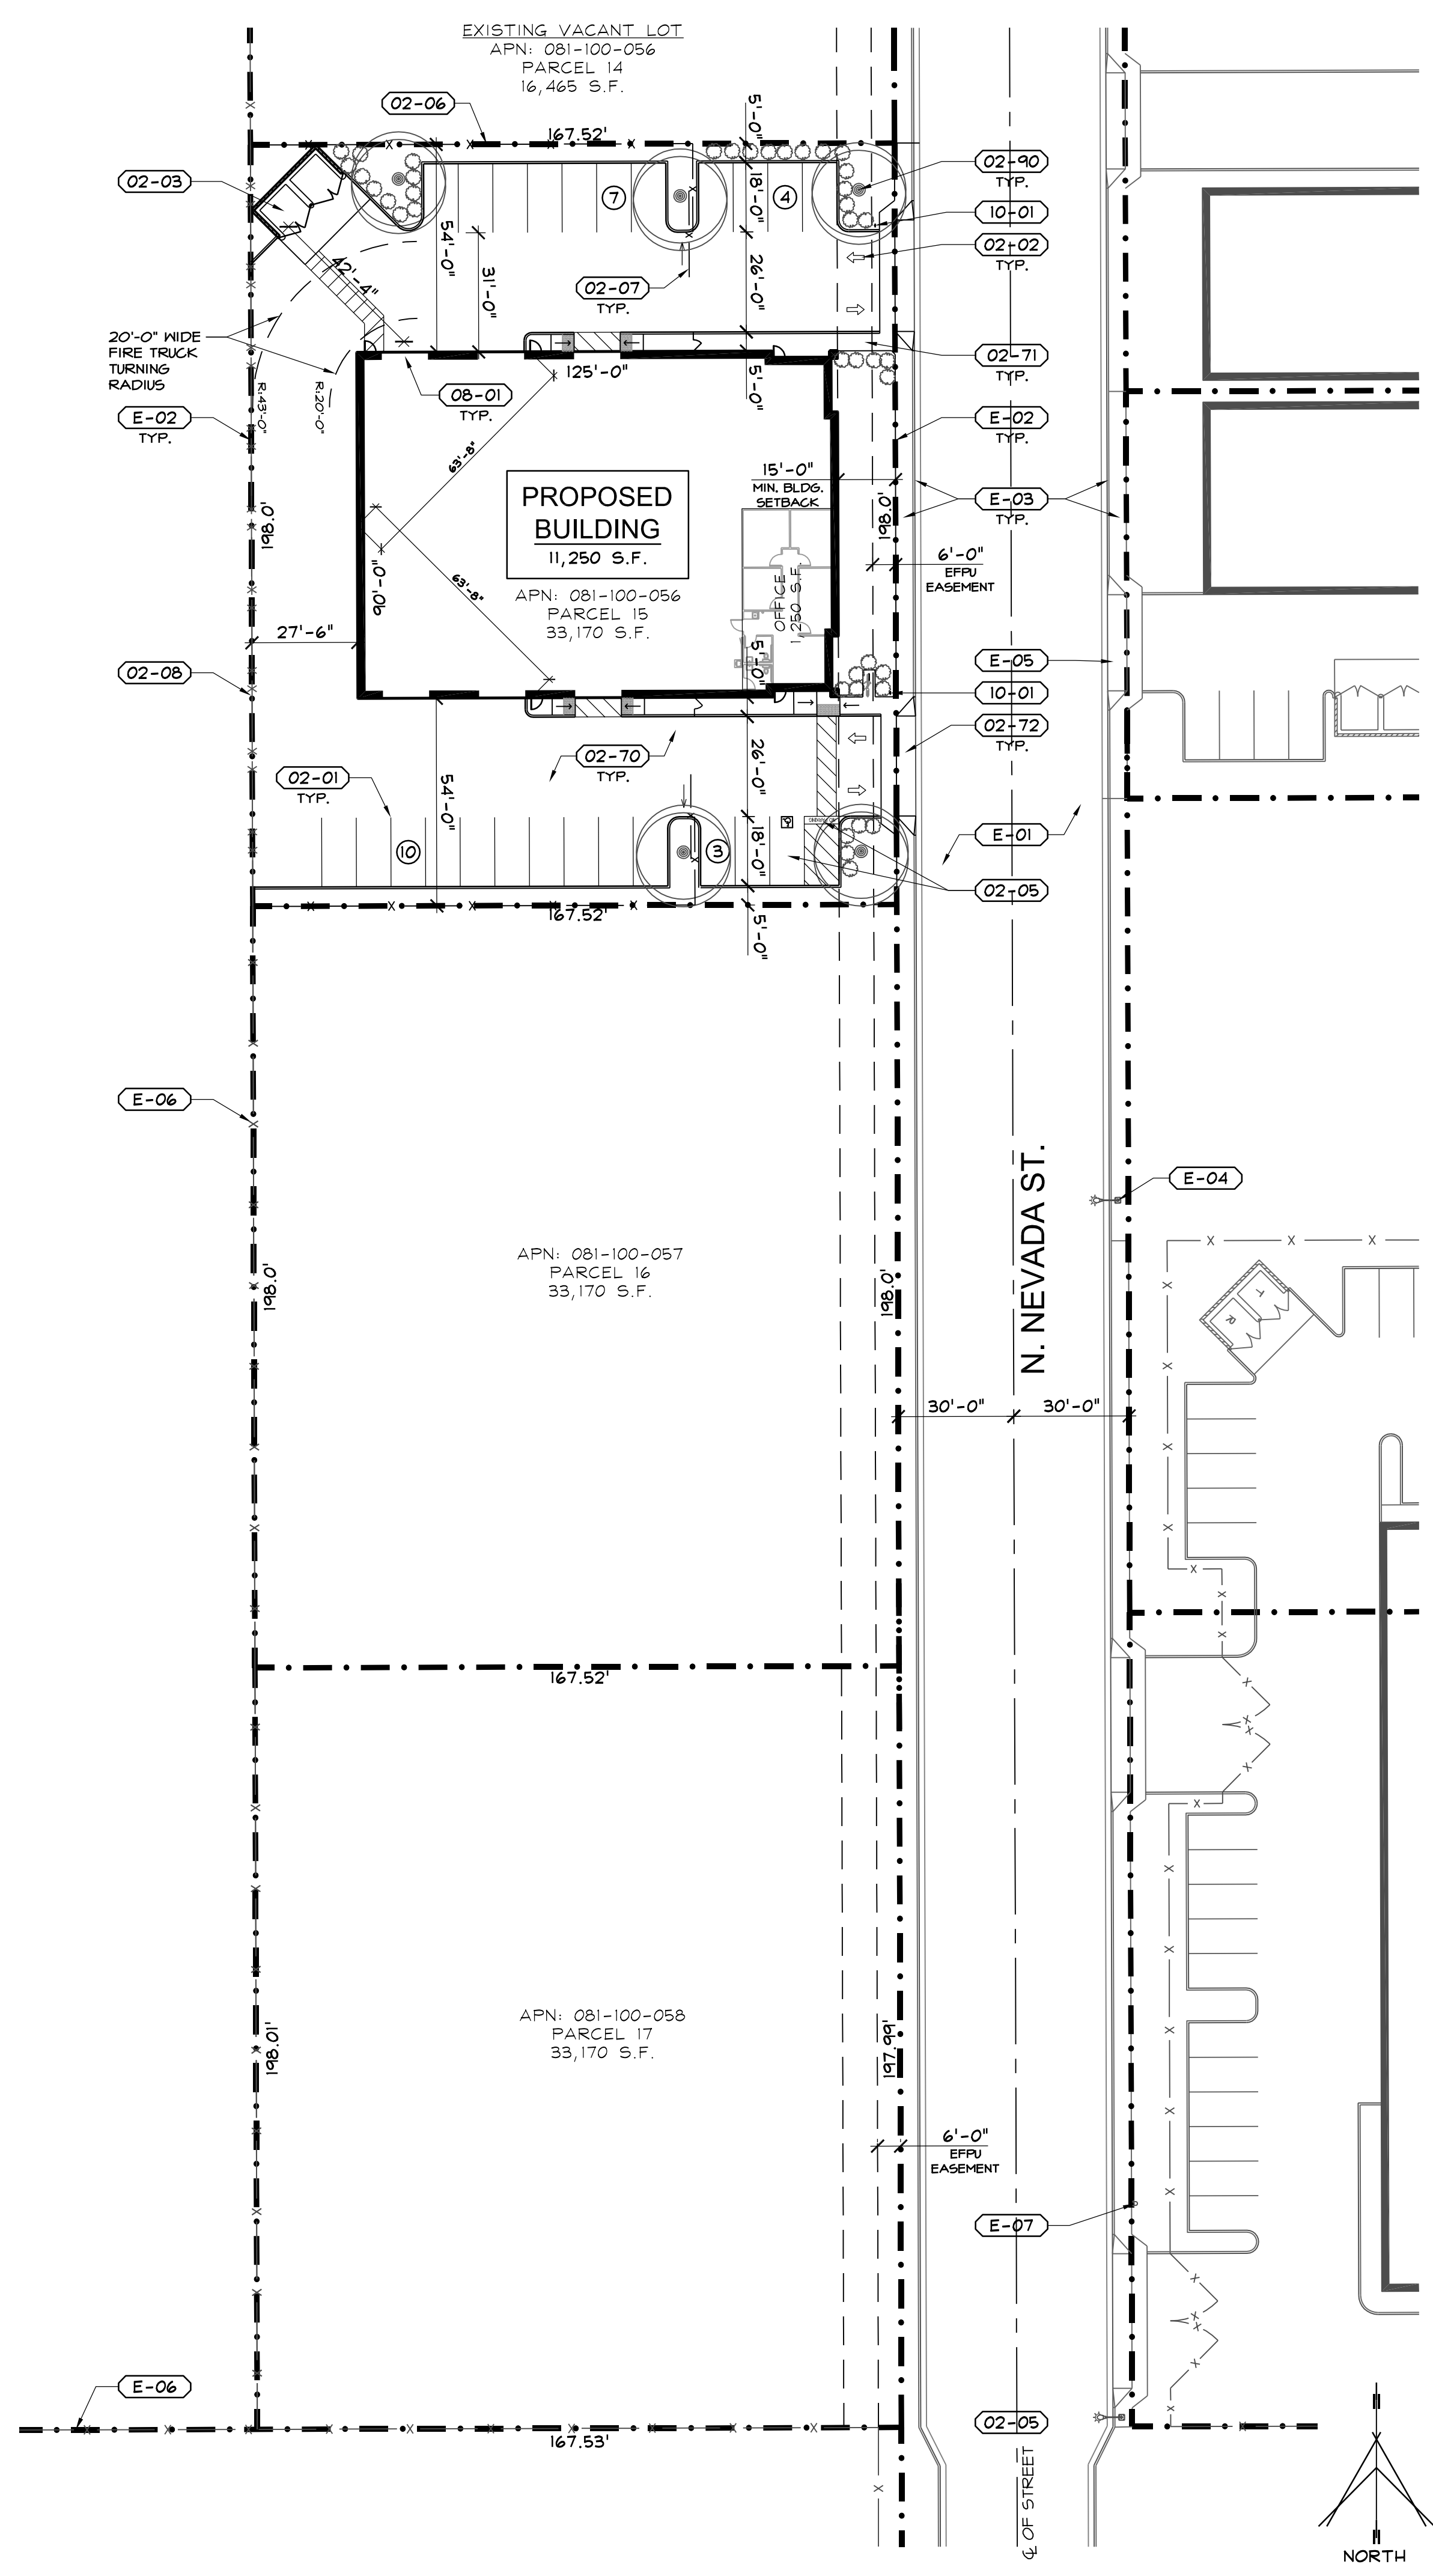 EXISTING VACANT LOT
APN: 081-100-056
PARCEL 14
16,465 S.F.
02-06
167.52'
5'-0"
02-03
02-90
TYP.
7
18'-0"
4
10-01
02-02
TYP.
54'-0"
42'-4"
31'-0"
26'-0"
02-07
TYP.
20'-0" WIDE
FIRE TRUCK
TURNING
RADIUS
R:43'-0"
R:20'-0"
02-71
TYP.
125'-0"
5'-0"
08-01
TYP.
E-02
TYP.
E-02
TYP.
63'-8"
15'-0"
MIN. BLDG.
SETBACK
PROPOSED
BUILDING
11,250 S.F.
198.0'
198.0'
E-03
TYP.
6'-0"
EFPU
EASEMENT
90'-0"
63'-8"
APN: 081-100-056
PARCEL 15
33,170 S.F.
OFFICE
1,250 S.F.
27'-6"
5'-0"
02-08
E-05
10-01
02-72
TYP.
02-70
TYP.
26'-0"
02-01
TYP.
54'-0"
NO PARKING
E-01
10
3
18'-0"
02-05
167.52'
5'-0"
E-06
N. NEVADA ST.
E-04
APN: 081-100-057
PARCEL 16
33,170 S.F.
198.0'
198.0'
T
R
30'-0"
30'-0"
167.52'
APN: 081-100-058
PARCEL 17
33,170 S.F.
198.01'
197.99'
6'-0"
EFPU
EASEMENT
E-07
E-06
02-05
167.53'
℄ OF STREET
NORTH